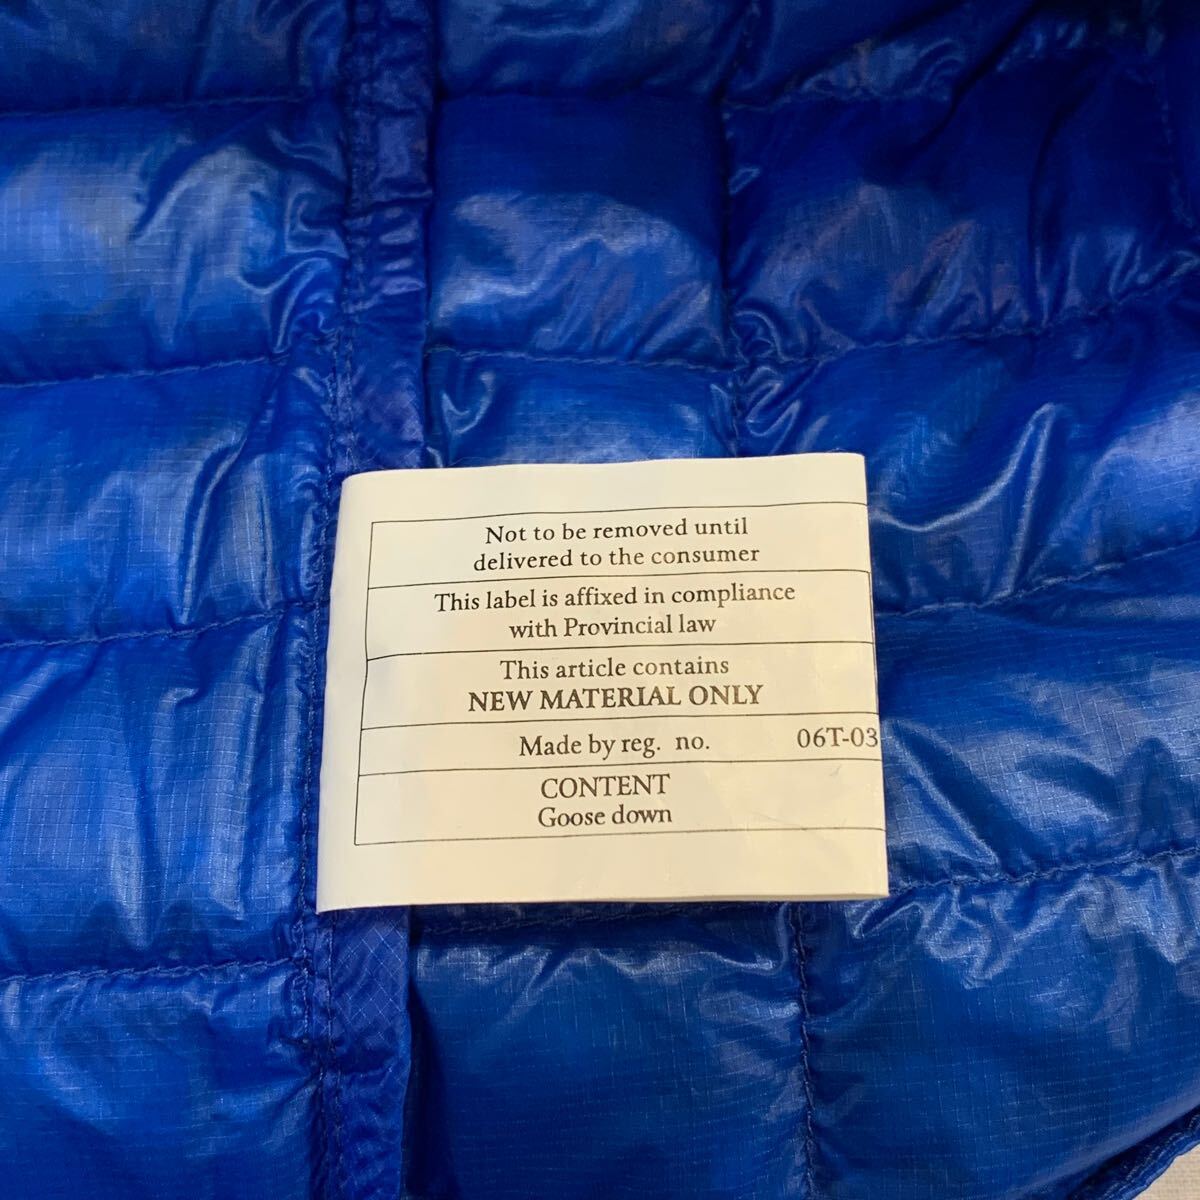 Not to be removed until
delivered to the consumer
This label is affixed in compliance
with Provincial law
This article contains
NEW MATERIAL ONLY
Made by reg. no. 06T-03
CONTENT
Goose down